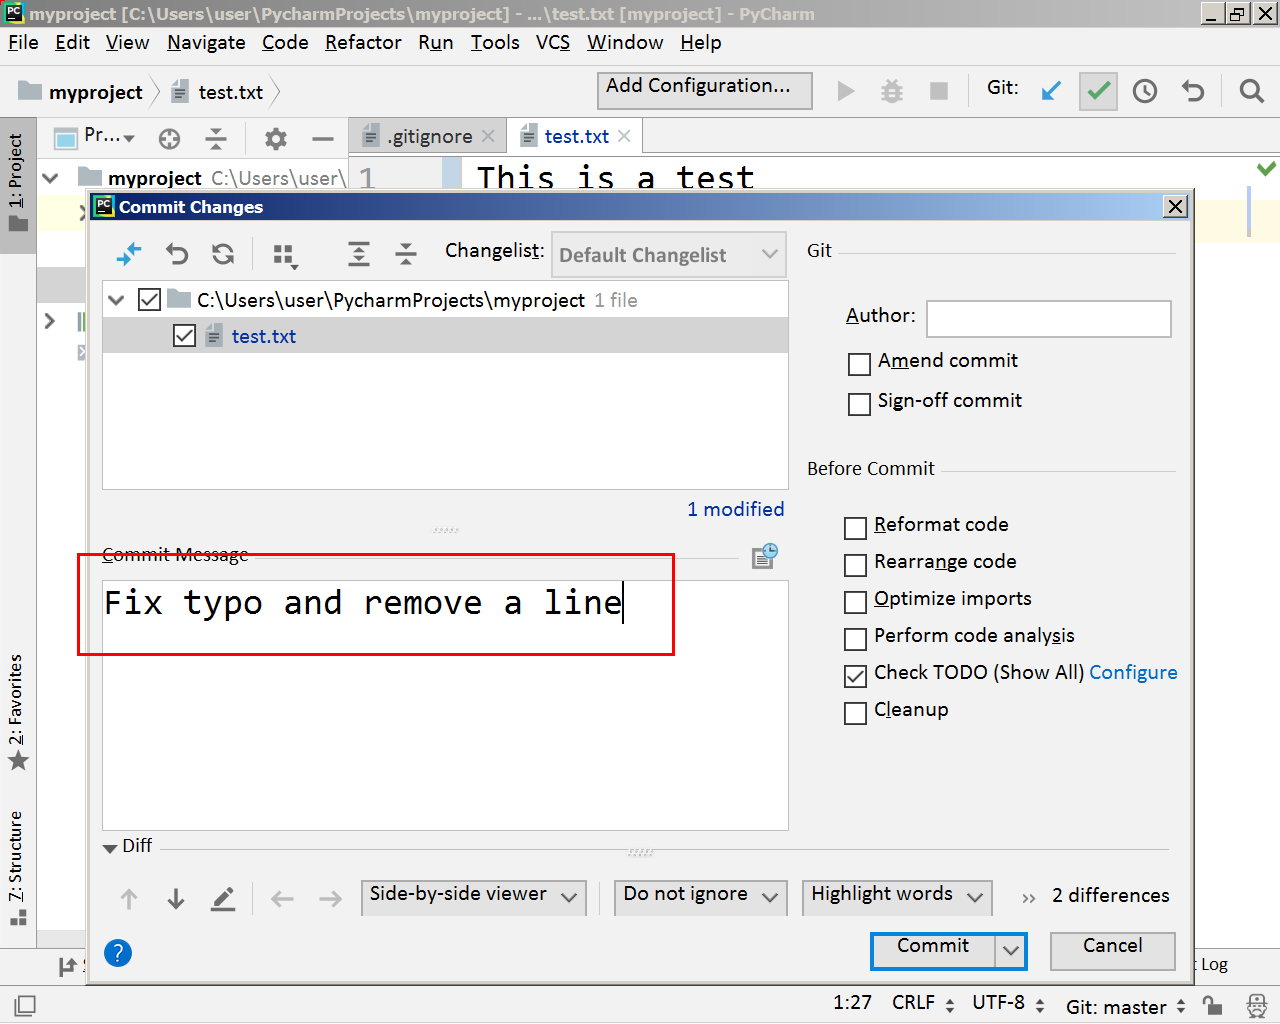 myproject [C:\Users\user\PycharmProjects\myproject] - ...\test.txt [myproject] - PyCharm
File Edit View Navigate Code Refactor Run Tools VCS Window Help
myproject test.txt Add Configuration... Git:
Pr... .gitignore test.txt
1: Project
myproject C:\Users\user\ 1 This is a test
Commit Changes
Changelist: Default Changelist Git
C:\Users\user\PycharmProjects\myproject 1 file
Author:
test.txt
Amend commit
Sign-off commit
Before Commit
1 modified
Reformat code
Commit Message
Rearrange code
Fix typo and remove a line
Optimize imports
Perform code analysis
Check TODO (Show All) Configure
Cleanup
2: Favorites
7: Structure
Diff
Side-by-side viewer Do not ignore Highlight words 2 differences
? Commit Cancel
Log
1:27 CRLF UTF-8 Git: master